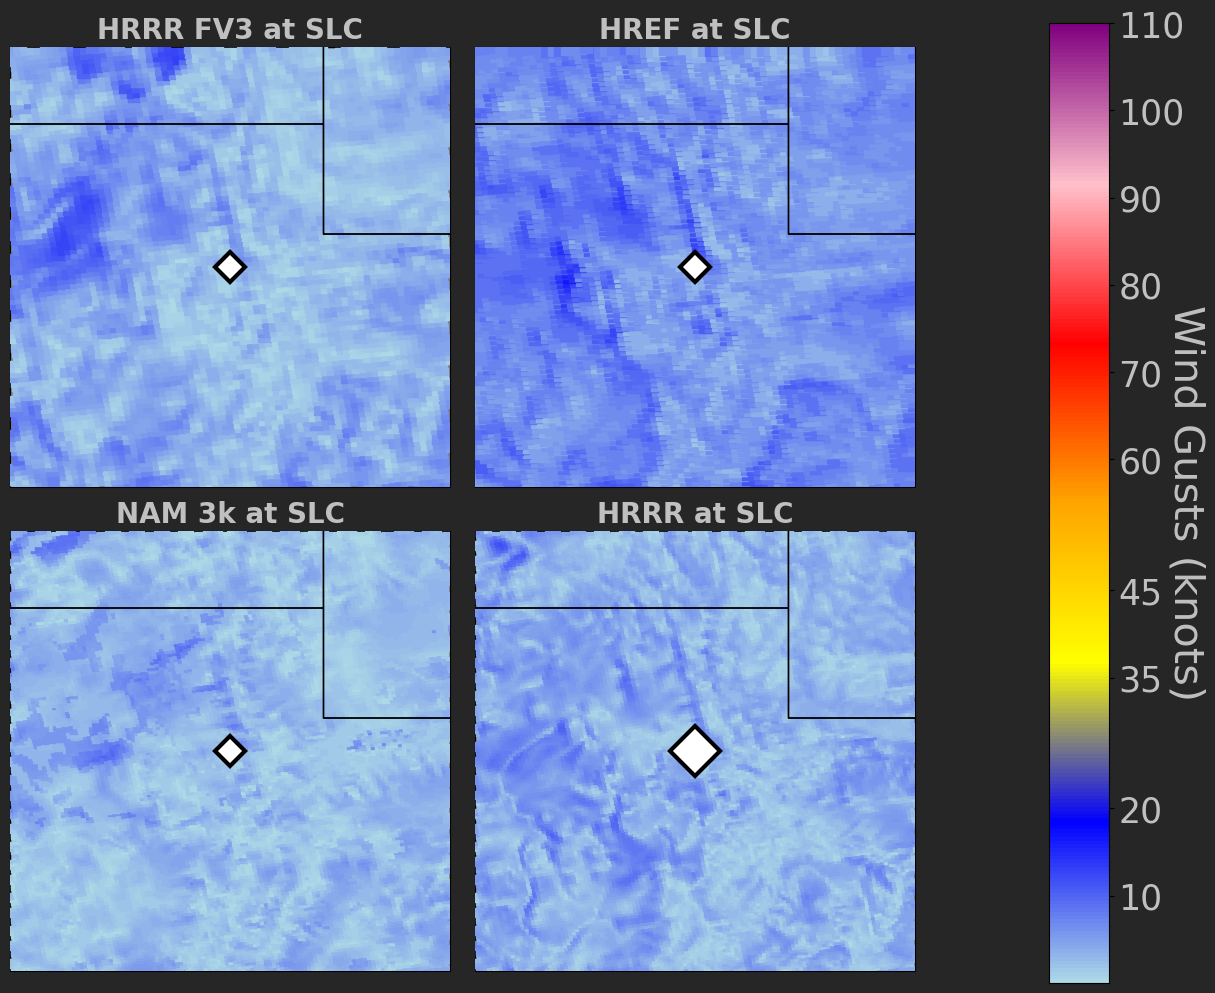 HRRR FV3 at SLC
HREF at SLC
NAM 3k at SLC
HRRR at SLC
110
100
90
80
70
60
45
35
20
10
Wind Gusts (knots)